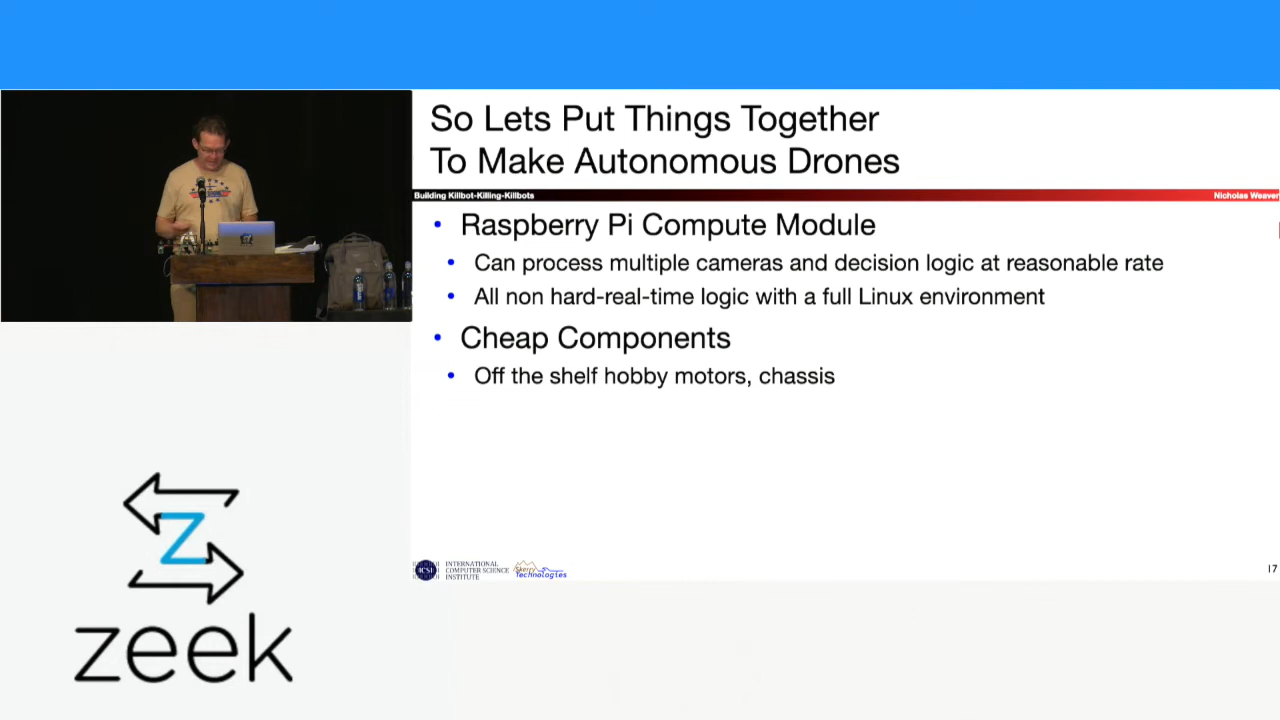 So Lets Put Things Together
To Make Autonomous Drones
Building Killbot-Killing-Killbots
Nicholas Weaver
• Raspberry Pi Compute Module
• Can process multiple cameras and decision logic at reasonable rate
• All non hard-real-time logic with a full Linux environment
• Cheap Components
• Off the shelf hobby motors, chassis
ICSI
INTERNATIONAL
COMPUTER SCIENCE
INSTITUTE
Skerry
Technologies
17
z
zeek